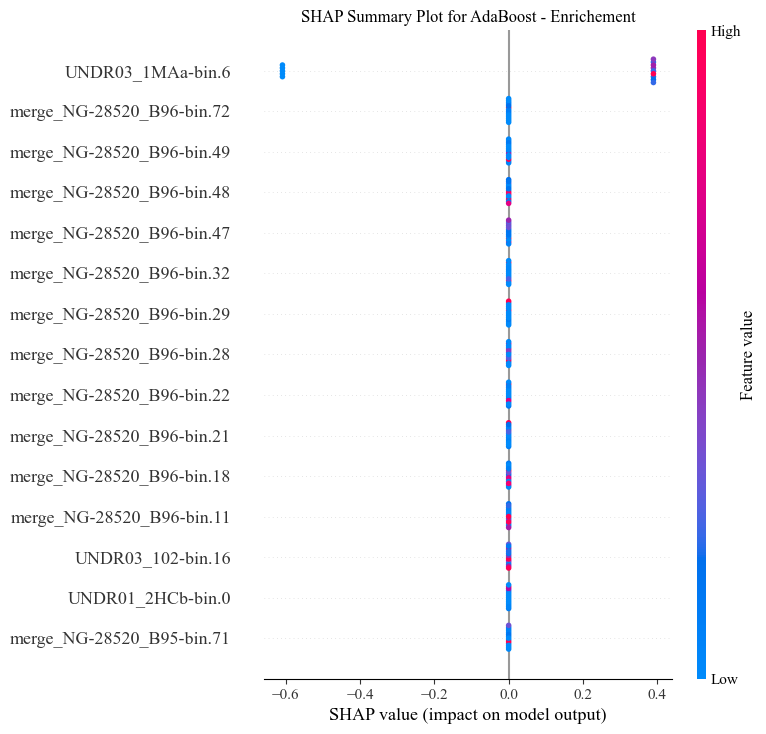 SHAP Summary Plot for AdaBoost - Enrichement
High
UNDR03_1MAa-bin.6
merge_NG-28520_B96-bin.72
merge_NG-28520_B96-bin.49
merge_NG-28520_B96-bin.48
merge_NG-28520_B96-bin.47
merge_NG-28520_B96-bin.32
merge_NG-28520_B96-bin.29
merge_NG-28520_B96-bin.28
merge_NG-28520_B96-bin.22
merge_NG-28520_B96-bin.21
merge_NG-28520_B96-bin.18
merge_NG-28520_B96-bin.11
UNDR03_102-bin.16
UNDR01_2HCb-bin.0
merge_NG-28520_B95-bin.71
Feature value
Low
−0.6 −0.4 −0.2 0.0 0.2 0.4
SHAP value (impact on model output)